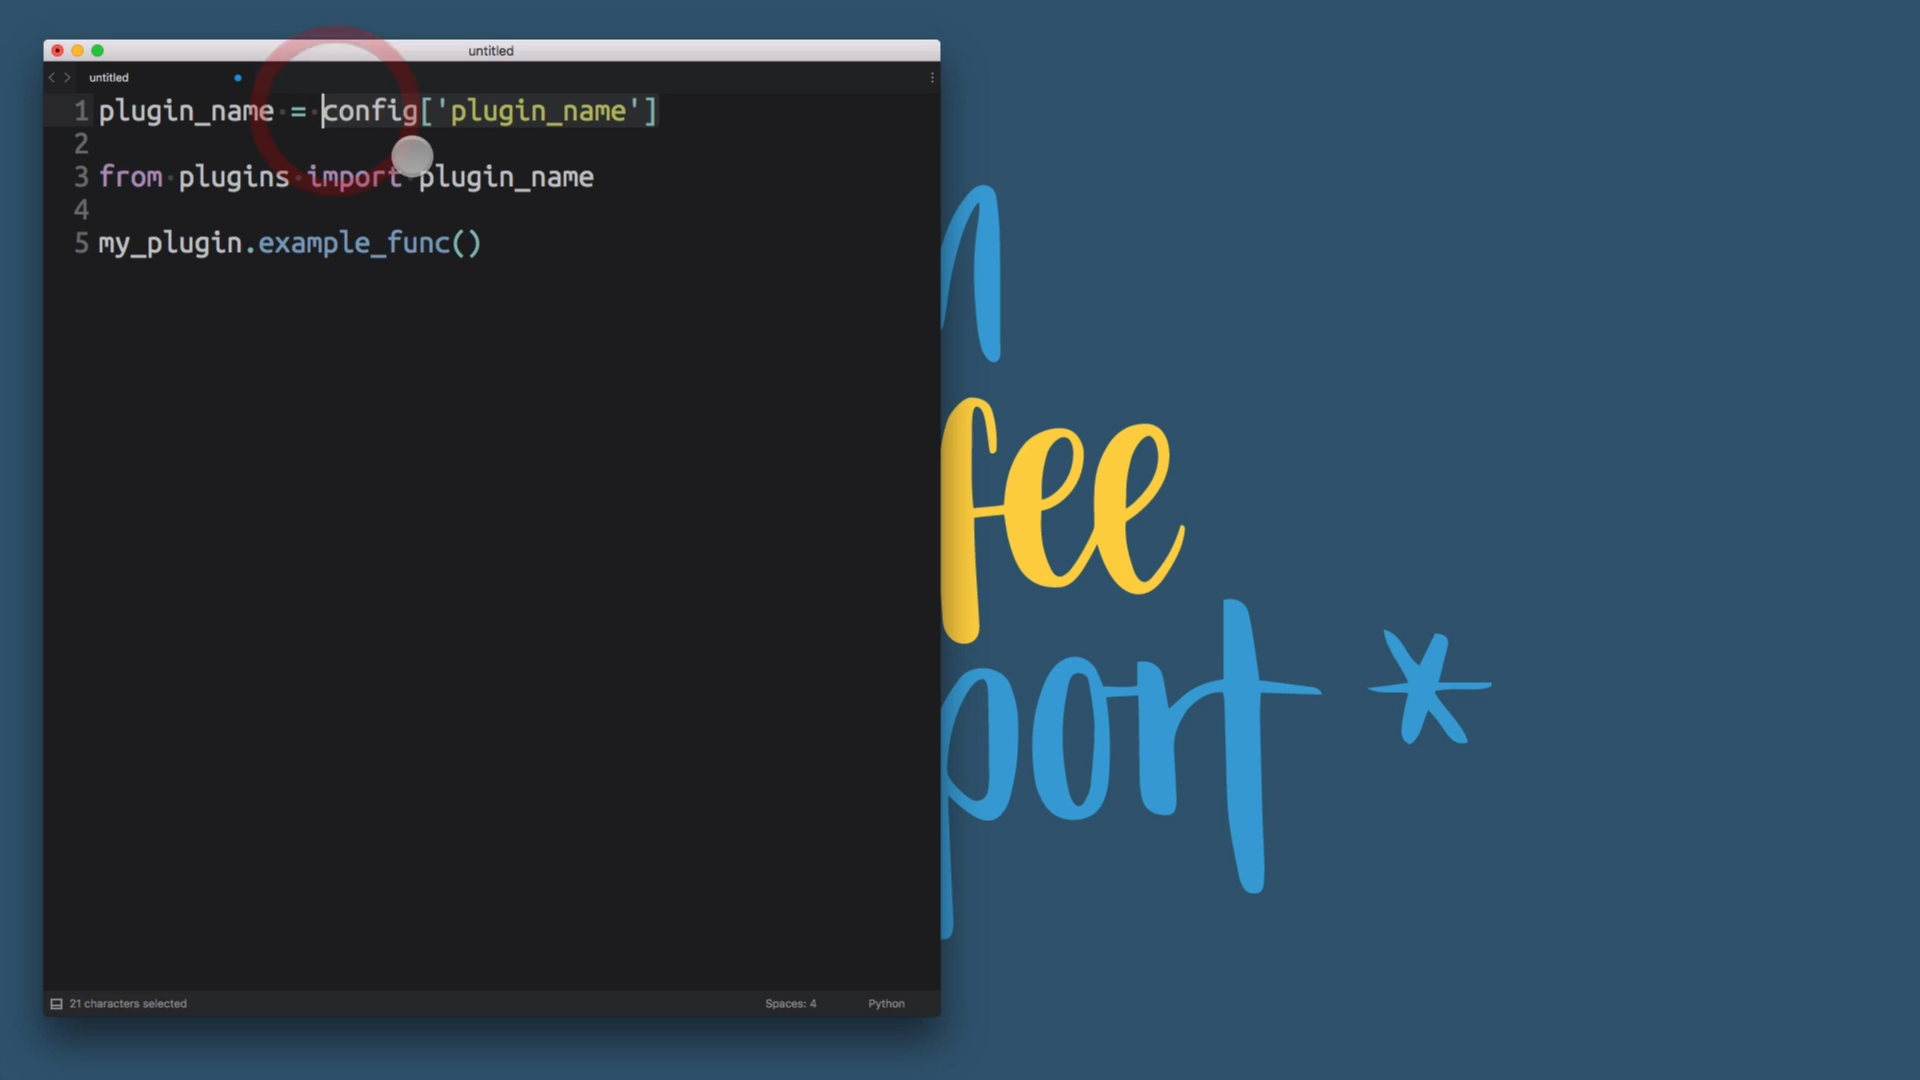 untitled
untitled
1 plugin_name = config['plugin_name']
2
3 from plugins import plugin_name
4
5 my_plugin.example_func()
fee
port *
21 characters selected
Spaces: 4
Python